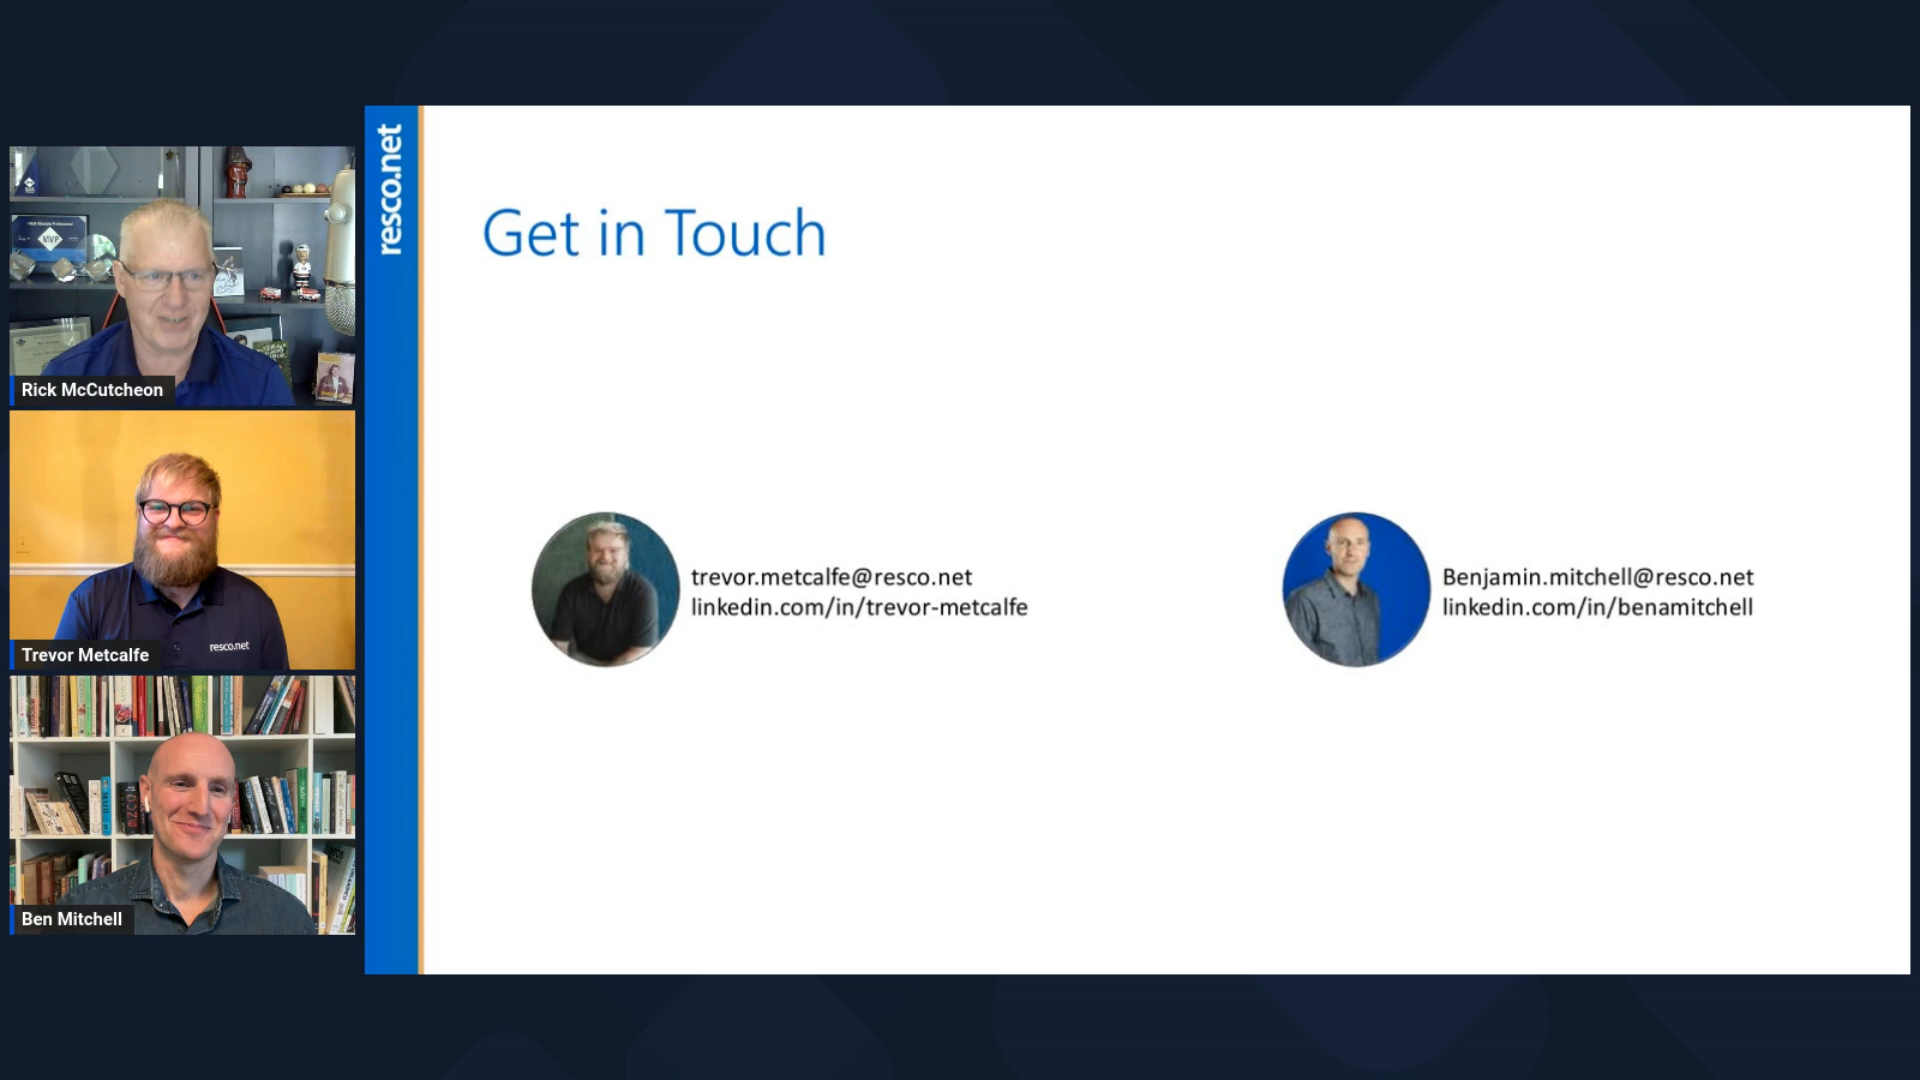 resco.net
Get in Touch
trevor.metcalfe@resco.net
linkedin.com/in/trevor-metcalfe
Benjamin.mitchell@resco.net
linkedin.com/in/benamitchell
MVP
Rick McCutcheon
resco.net
Trevor Metcalfe
Ben Mitchell